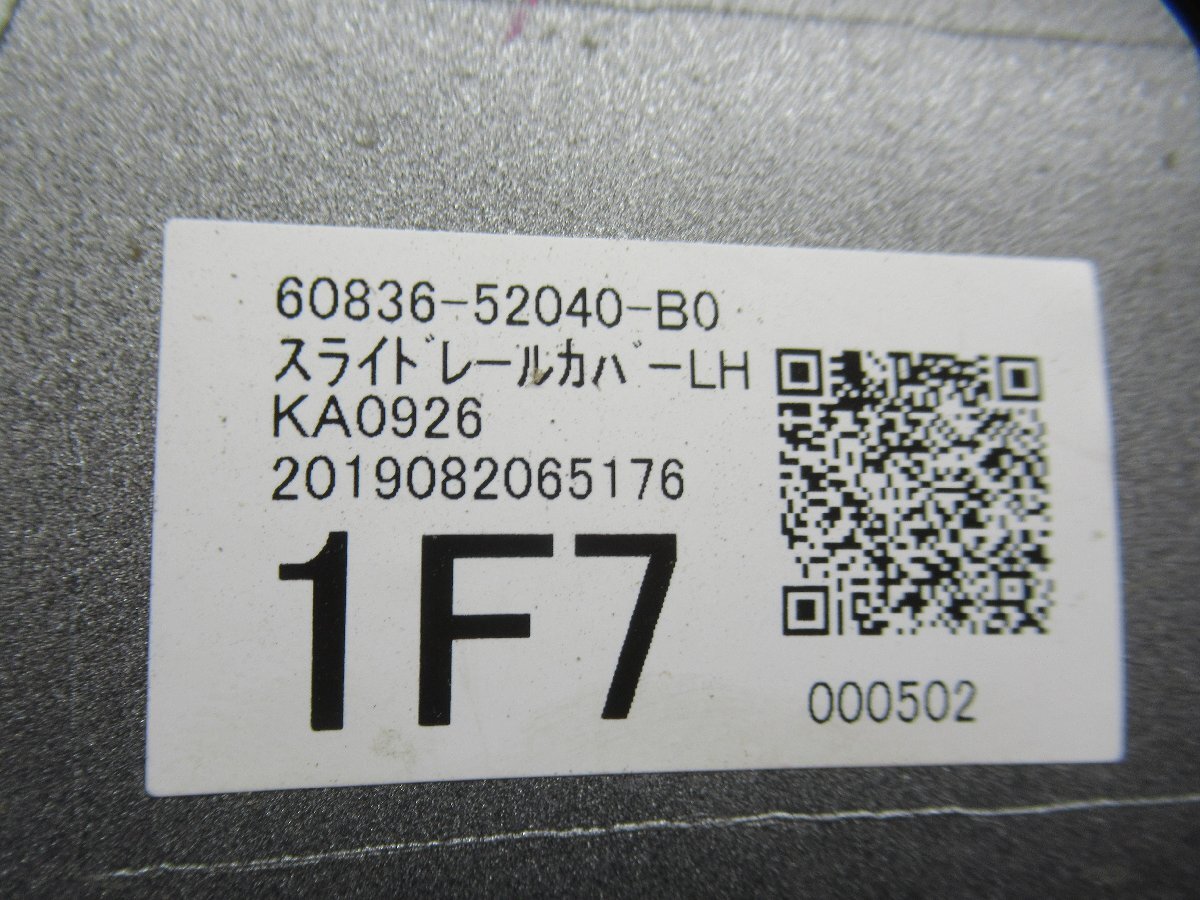 60836-52040-B0
ｽﾗｲﾄﾞﾚｰﾙｶﾊﾞｰLH
KA0926
2019082065176
1F7
000502